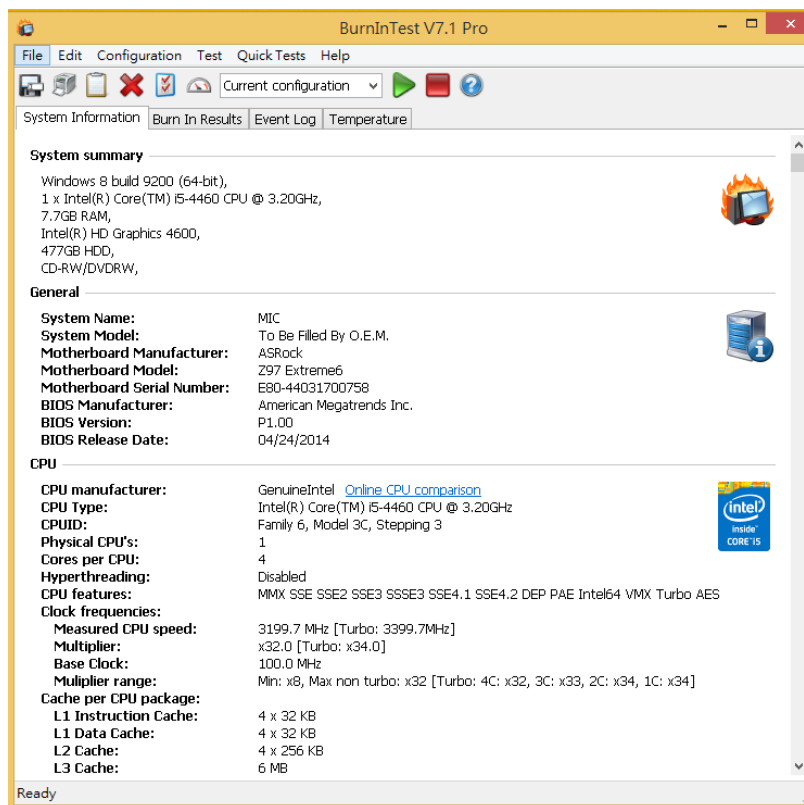 BurnInTest V7.1 Pro
File Edit Configuration Test Quick Tests Help
Current configuration
System Information Burn In Results Event Log Temperature
System summary
Windows 8 build 9200 (64-bit),
1 x Intel(R) Core(TM) i5-4460 CPU @ 3.20GHz,
7.7GB RAM,
Intel(R) HD Graphics 4600,
477GB HDD,
CD-RW/DVDRW,
General
System Name: MIC
System Model: To Be Filled By O.E.M.
Motherboard Manufacturer: ASRock
Motherboard Model: Z97 Extreme6
Motherboard Serial Number: E80-44031700758
BIOS Manufacturer: American Megatrends Inc.
BIOS Version: P1.00
BIOS Release Date: 04/24/2014
CPU
CPU manufacturer: GenuineIntel Online CPU comparison
CPU Type: Intel(R) Core(TM) i5-4460 CPU @ 3.20GHz
CPUID: Family 6, Model 3C, Stepping 3
Physical CPU's: 1
Cores per CPU: 4
Hyperthreading: Disabled
CPU features: MMX SSE SSE2 SSE3 SSSE3 SSE4.1 SSE4.2 DEP PAE Intel64 VMX Turbo AES
Clock frequencies:
Measured CPU speed: 3199.7 MHz [Turbo: 3399.7MHz]
Multiplier: x32.0 [Turbo: x34.0]
Base Clock: 100.0 MHz
Muliplier range: Min: x8, Max non turbo: x32 [Turbo: 4C: x32, 3C: x33, 2C: x34, 1C: x34]
Cache per CPU package:
L1 Instruction Cache: 4 x 32 KB
L1 Data Cache: 4 x 32 KB
L2 Cache: 4 x 256 KB
L3 Cache: 6 MB
(intel)
inside™
CORE™i5
Ready